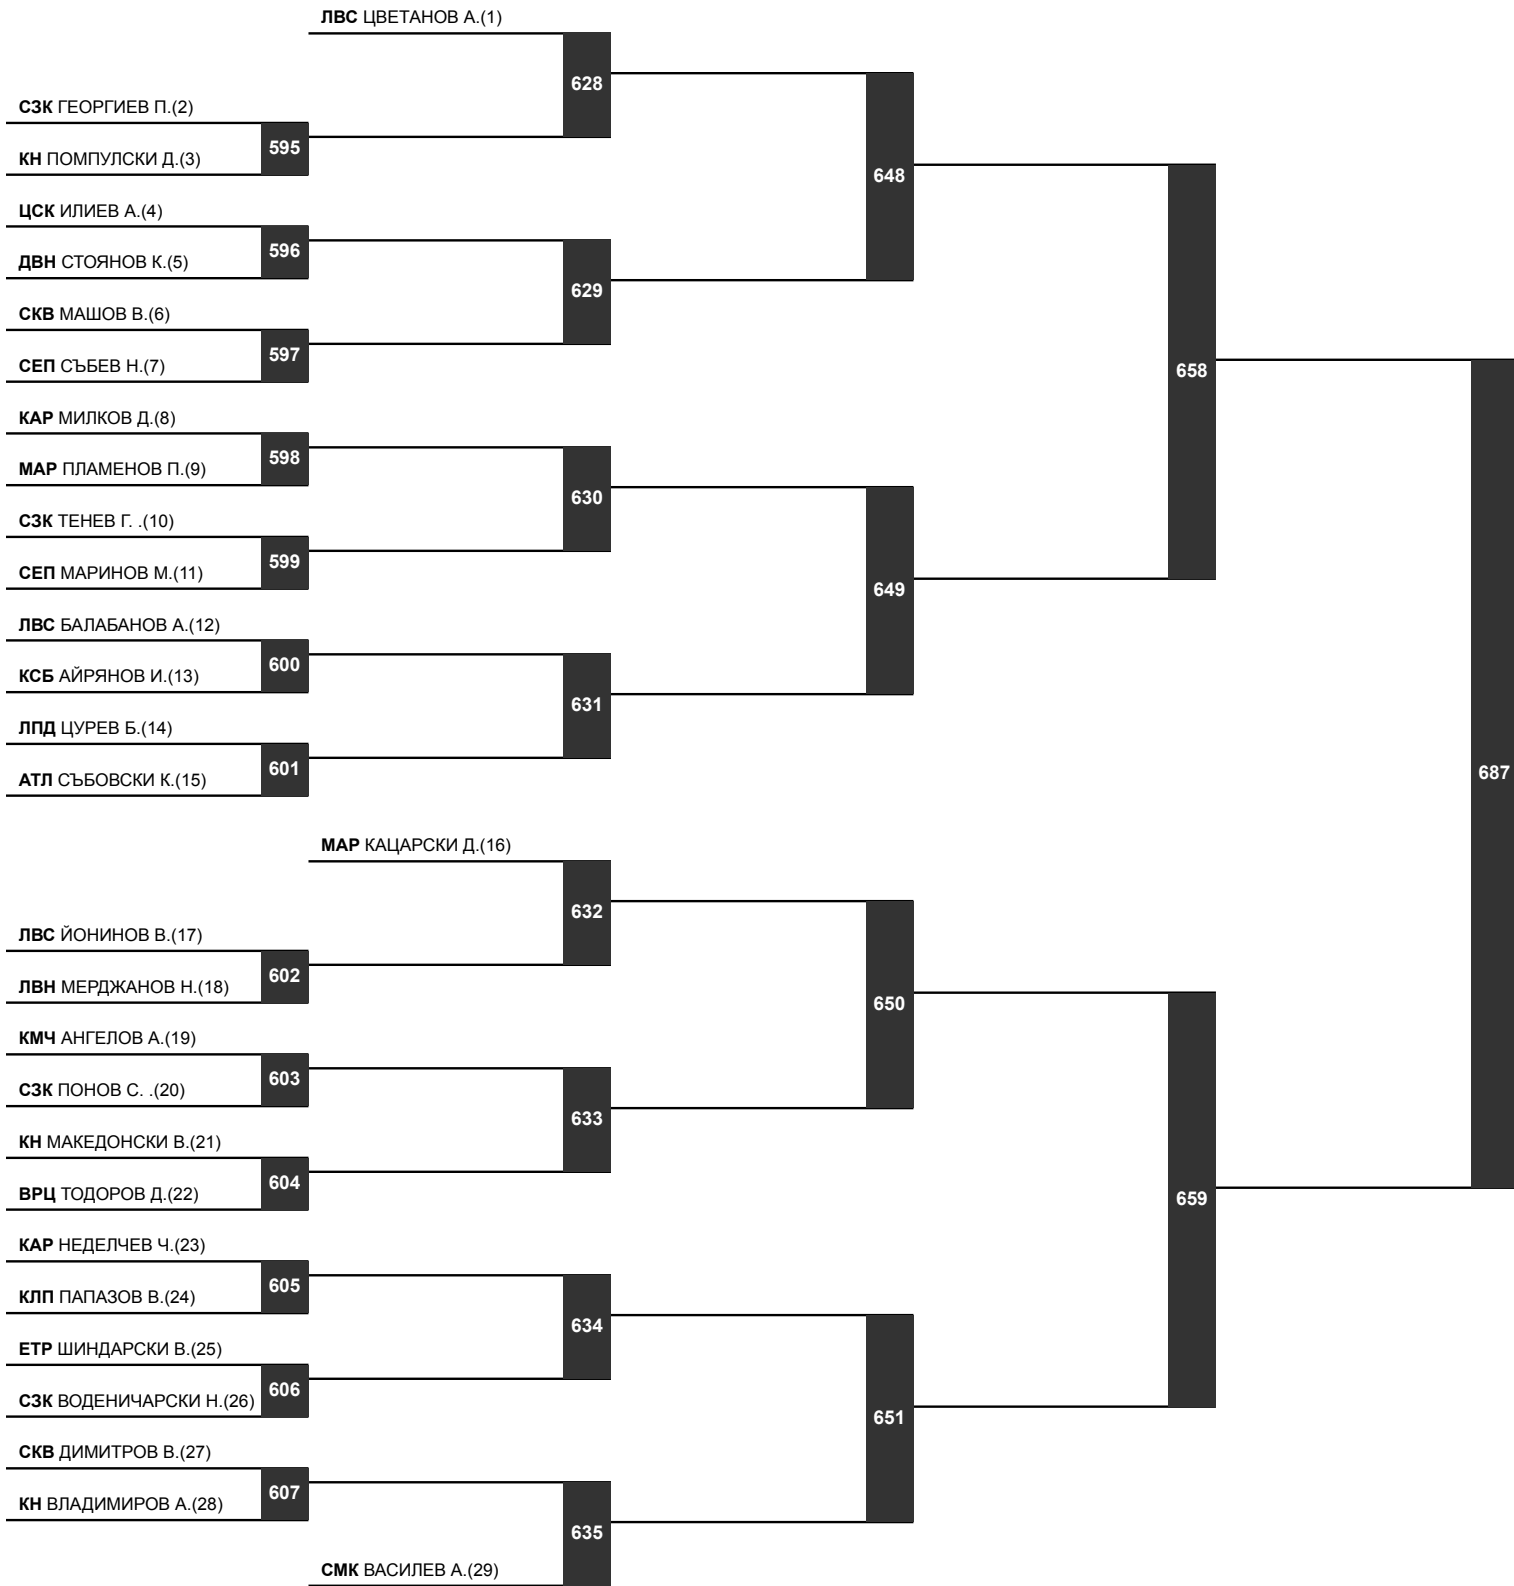 ЛВС ЦВЕТАНОВ А.(1)
628
СЗК ГЕОРГИЕВ П.(2)
595
КН ПОМПУЛСКИ Д.(3)
648
ЦСК ИЛИЕВ А.(4)
596
ДВН СТОЯНОВ К.(5)
629
СКВ МАШОВ В.(6)
597
СЕП СЪБЕВ Н.(7)
658
КАР МИЛКОВ Д.(8)
598
МАР ПЛАМЕНОВ П.(9)
630
СЗК ТЕНЕВ Г. .(10)
599
СЕП МАРИНОВ М.(11)
649
ЛВС БАЛАБАНОВ А.(12)
600
КСБ АЙРЯНОВ И.(13)
631
ЛПД ЦУРЕВ Б.(14)
601
АТЛ СЪБОВСКИ К.(15)
687
МАР КАЦАРСКИ Д.(16)
632
ЛВС ЙОНИНОВ В.(17)
602
ЛВН МЕРДЖАНОВ Н.(18)
650
КМЧ АНГЕЛОВ А.(19)
603
СЗК ПОНОВ С. .(20)
633
КН МАКЕДОНСКИ В.(21)
604
ВРЦ ТОДОРОВ Д.(22)
659
КАР НЕДЕЛЧЕВ Ч.(23)
605
КЛП ПАПАЗОВ В.(24)
634
ЕТР ШИНДАРСКИ В.(25)
606
СЗК ВОДЕНИЧАРСКИ Н.(26)
651
СКВ ДИМИТРОВ В.(27)
607
КН ВЛАДИМИРОВ А.(28)
635
СМК ВАСИЛЕВ А.(29)